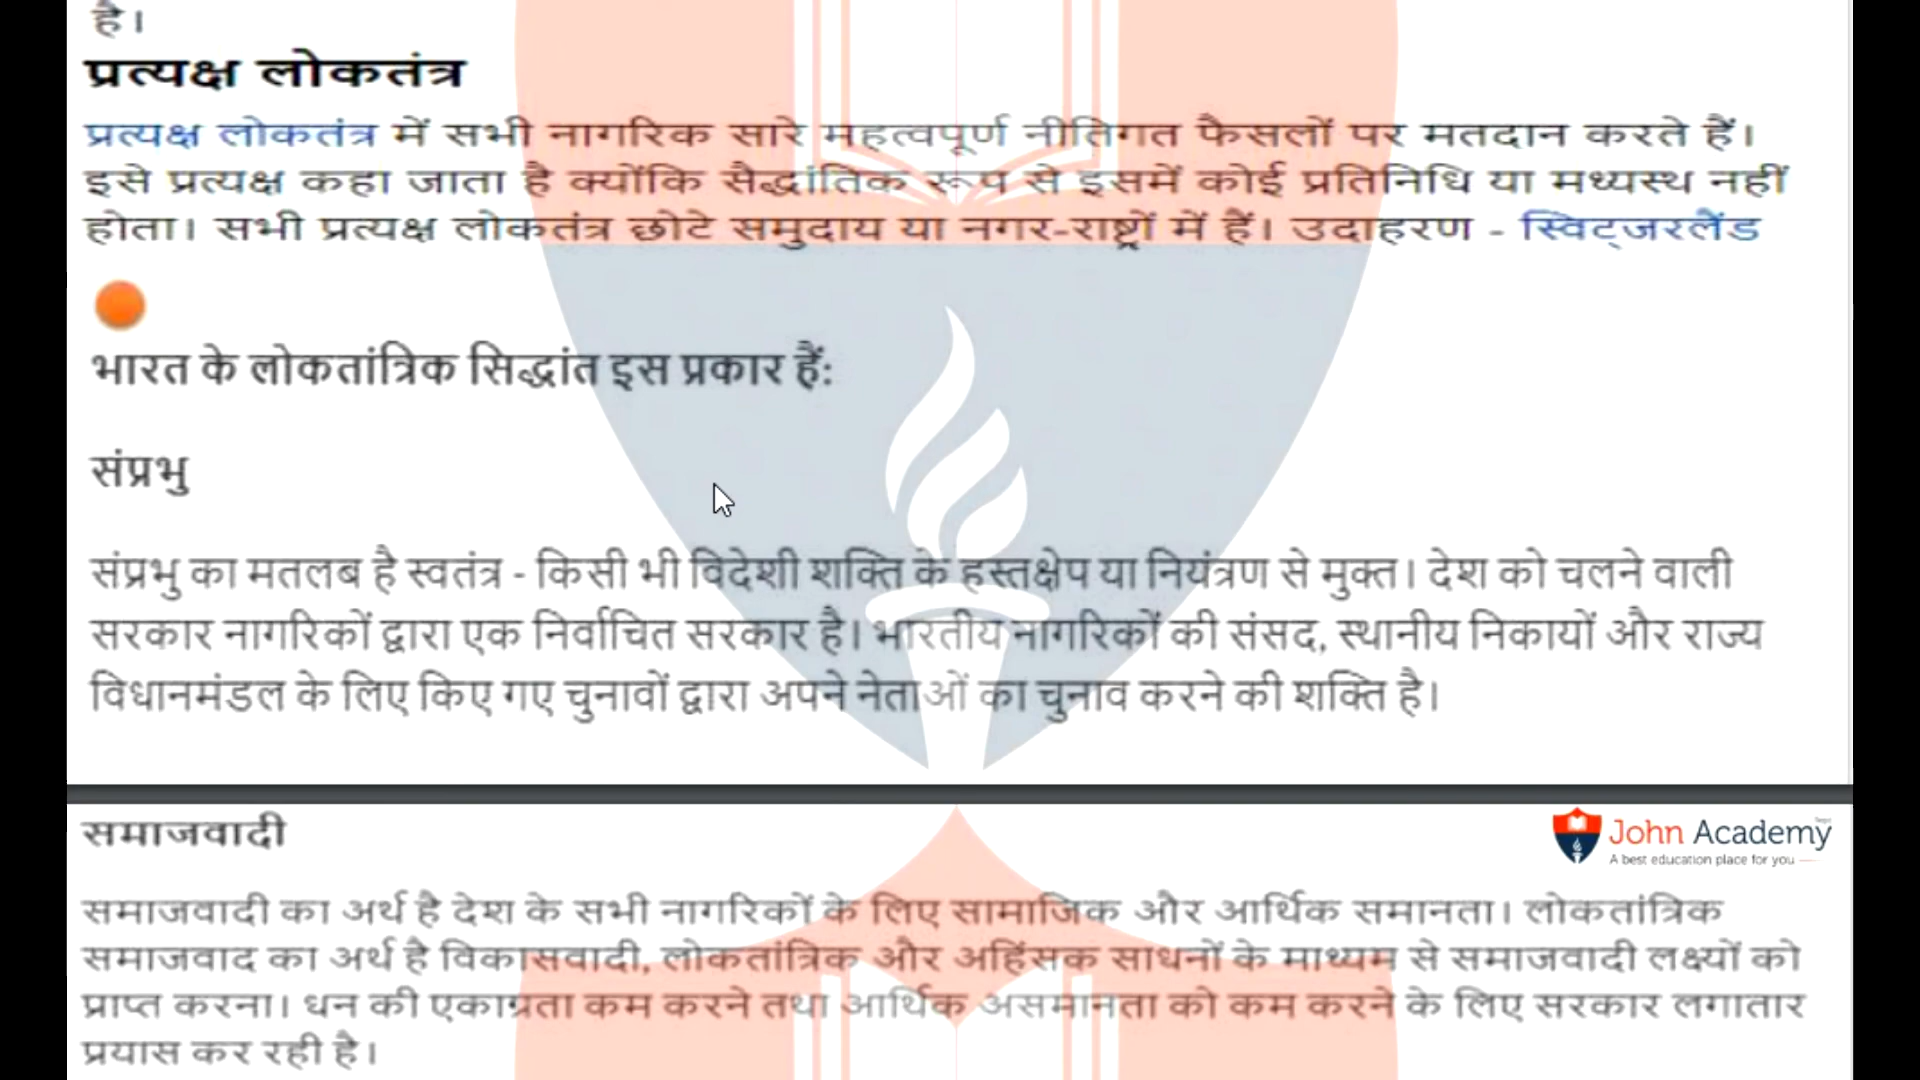 है।
प्रत्यक्ष लोकतंत्र
प्रत्यक्ष लोकतंत्र में सभी नागरिक सारे महत्वपूर्ण नीतिगत फैसलों पर मतदान करते हैं।
इसे प्रत्यक्ष कहा जाता है क्योंकि सैद्धांतिक रूप से इसमें कोई प्रतिनिधि या मध्यस्थ नहीं
होता। सभी प्रत्यक्ष लोकतंत्र छोटे समुदाय या नगर-राष्ट्रों में हैं। उदाहरण - स्विट्जरलैंड
भारत के लोकतांत्रिक सिद्धांत इस प्रकार हैं:
संप्रभु
संप्रभु का मतलब है स्वतंत्र - किसी भी विदेशी शक्ति के हस्तक्षेप या नियंत्रण से मुक्त। देश को चलने वाली
सरकार नागरिकों द्वारा एक निर्वाचित सरकार है। भारतीय नागरिकों की संसद, स्थानीय निकायों और राज्य
विधानमंडल के लिए किए गए चुनावों द्वारा अपने नेताओं का चुनाव करने की शक्ति है।
समाजवादी
John Academy
A best education place for you
समाजवादी का अर्थ है देश के सभी नागरिकों के लिए सामाजिक और आर्थिक समानता। लोकतांत्रिक
समाजवाद का अर्थ है विकासवादी, लोकतांत्रिक और अहिंसक साधनों के माध्यम से समाजवादी लक्ष्यों को
प्राप्त करना। धन की एकाग्रता कम करने तथा आर्थिक असमानता को कम करने के लिए सरकार लगातार
प्रयास कर रही है।